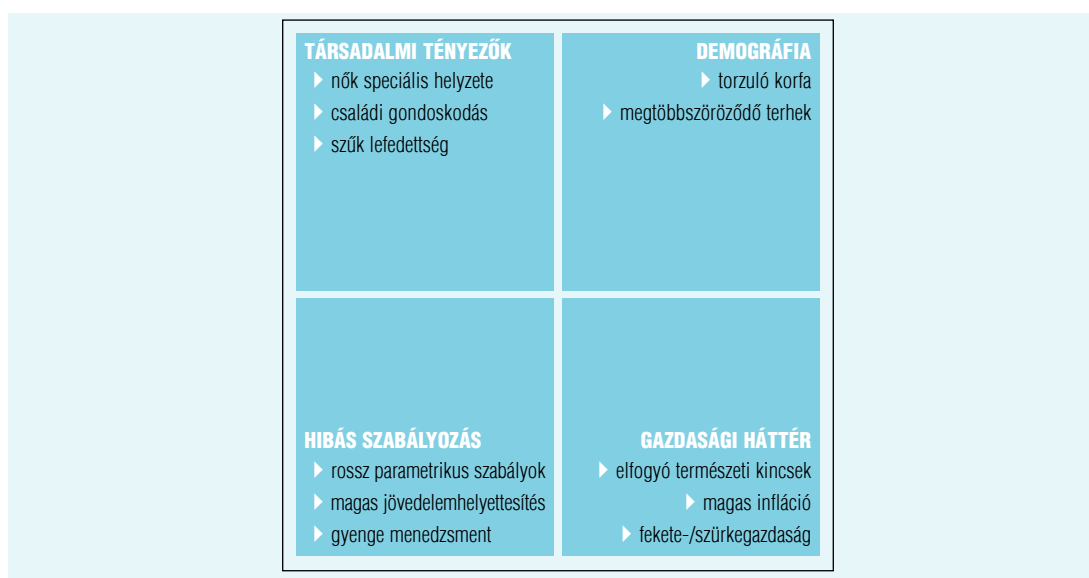 TÁRSADALMI TÉNYEZŐK
nők speciális helyzete
családi gondoskodás
szűk lefedettség
DEMOGRÁFIA
torzuló korfa
megtöbbszöröződő terhek
HIBÁS SZABÁLYOZÁS
rossz parametrikus szabályok
magas jövedelemhelyettesítés
gyenge menedzsment
GAZDASÁGI HÁTTÉR
elfogyó természeti kincsek
magas infláció
fekete-/szürkegazdaság